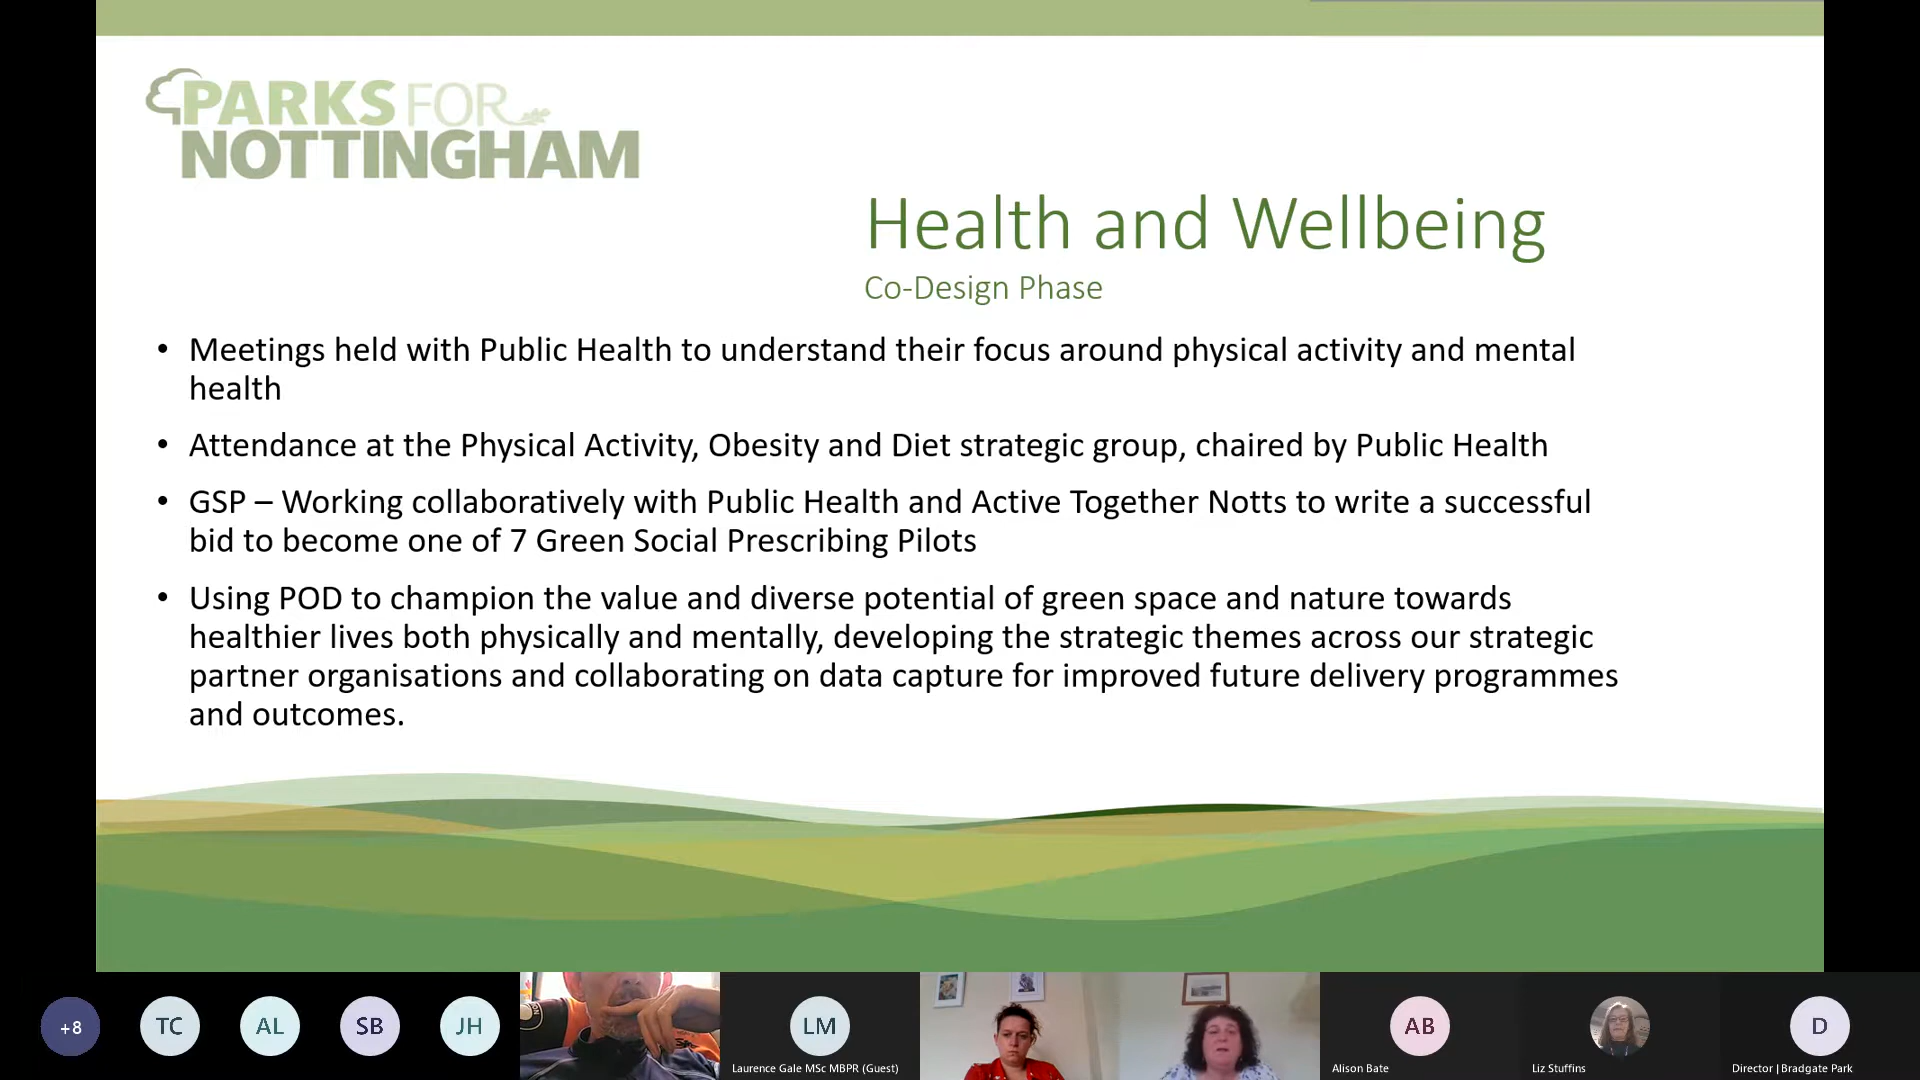 PARKS FOR
NOTTINGHAM
Health and Wellbeing
Co-Design Phase
• Meetings held with Public Health to understand their focus around physical activity and mental
health
• Attendance at the Physical Activity, Obesity and Diet strategic group, chaired by Public Health
• GSP – Working collaboratively with Public Health and Active Together Notts to write a successful
bid to become one of 7 Green Social Prescribing Pilots
• Using POD to champion the value and diverse potential of green space and nature towards
healthier lives both physically and mentally, developing the strategic themes across our strategic
partner organisations and collaborating on data capture for improved future delivery programmes
and outcomes.
+8
TC
AL
SB
JH
LM
Laurence Gale MSc MBPR (Guest)
AB
Alison Bate
Liz Stuffins
D
Director | Bradgate Park